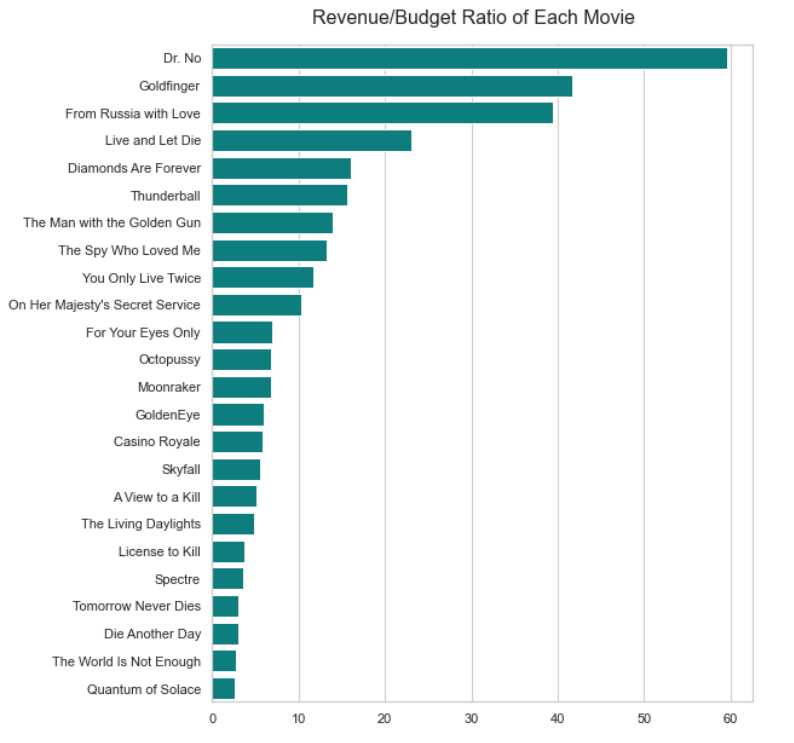 Revenue/Budget Ratio of Each Movie
Dr. No
Goldfinger
From Russia with Love
Live and Let Die
Diamonds Are Forever
Thunderball
The Man with the Golden Gun
The Spy Who Loved Me
You Only Live Twice
On Her Majesty's Secret Service
For Your Eyes Only
Octopussy
Moonraker
GoldenEye
Casino Royale
Skyfall
A View to a Kill
The Living Daylights
License to Kill
Spectre
Tomorrow Never Dies
Die Another Day
The World Is Not Enough
Quantum of Solace
0 10 20 30 40 50 60